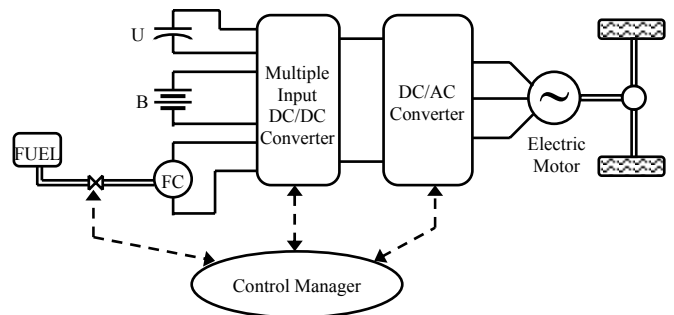 U
B
FUEL
FC
Multiple
Input
DC/DC
Converter
DC/AC
Converter
~
Electric
Motor
Control Manager